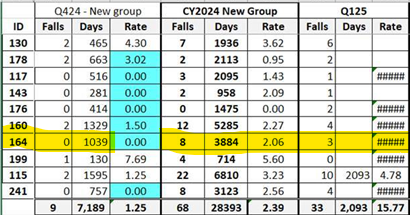 Q424 - New group CY2024 New Group Q125
ID Falls Days Rate Falls Days Rate Falls Days Rate
130 2 465 4.30 7 1936 3.62 6
178 2 663 3.02 2 2113 0.95 2
117 0 516 0.00 3 2095 1.43 1 #####
143 0 281 0.00 2 958 2.09 1
176 0 414 0.00 0 1475 0.00 2 #####
160 2 1329 1.50 12 5285 2.27 4 #####
164 0 1039 0.00 8 3884 2.06 3 #####
199 1 130 7.69 4 714 5.60 0 #####
115 2 1595 1.25 22 6810 3.23 10 2093 4.78
241 0 757 0.00 8 3123 2.56 4 #####
9 7,189 1.25 68 28393 2.39 33 2,093 15.77